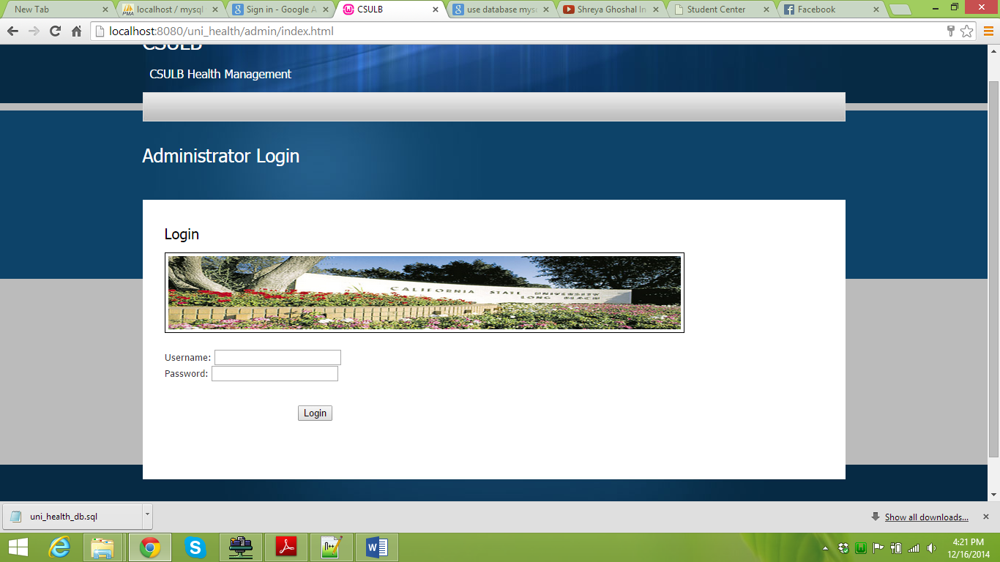 New Tab
localhost / mysql
Sign in - Google A
CSULB
use database mysq
Shreya Ghoshal In
Student Center
Facebook
localhost:8080/uni_health/admin/index.html
CSULB
CSULB Health Management
Administrator Login
Login
CALIFORNIA STATE UNIVERSITY
LONG BEACH
Username:
Password:
Login
uni_health_db.sql
Show all downloads...
4:21 PM
12/16/2014